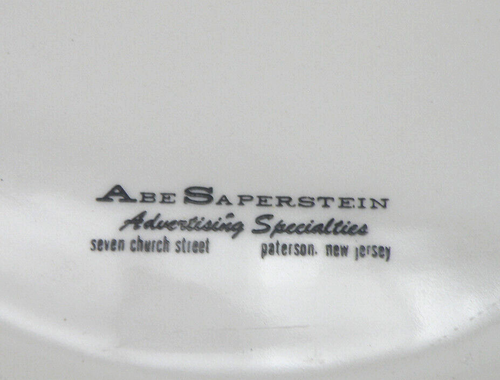 ABE SAPERSTEIN
Advertising Specialties
seven church street paterson, new jersey